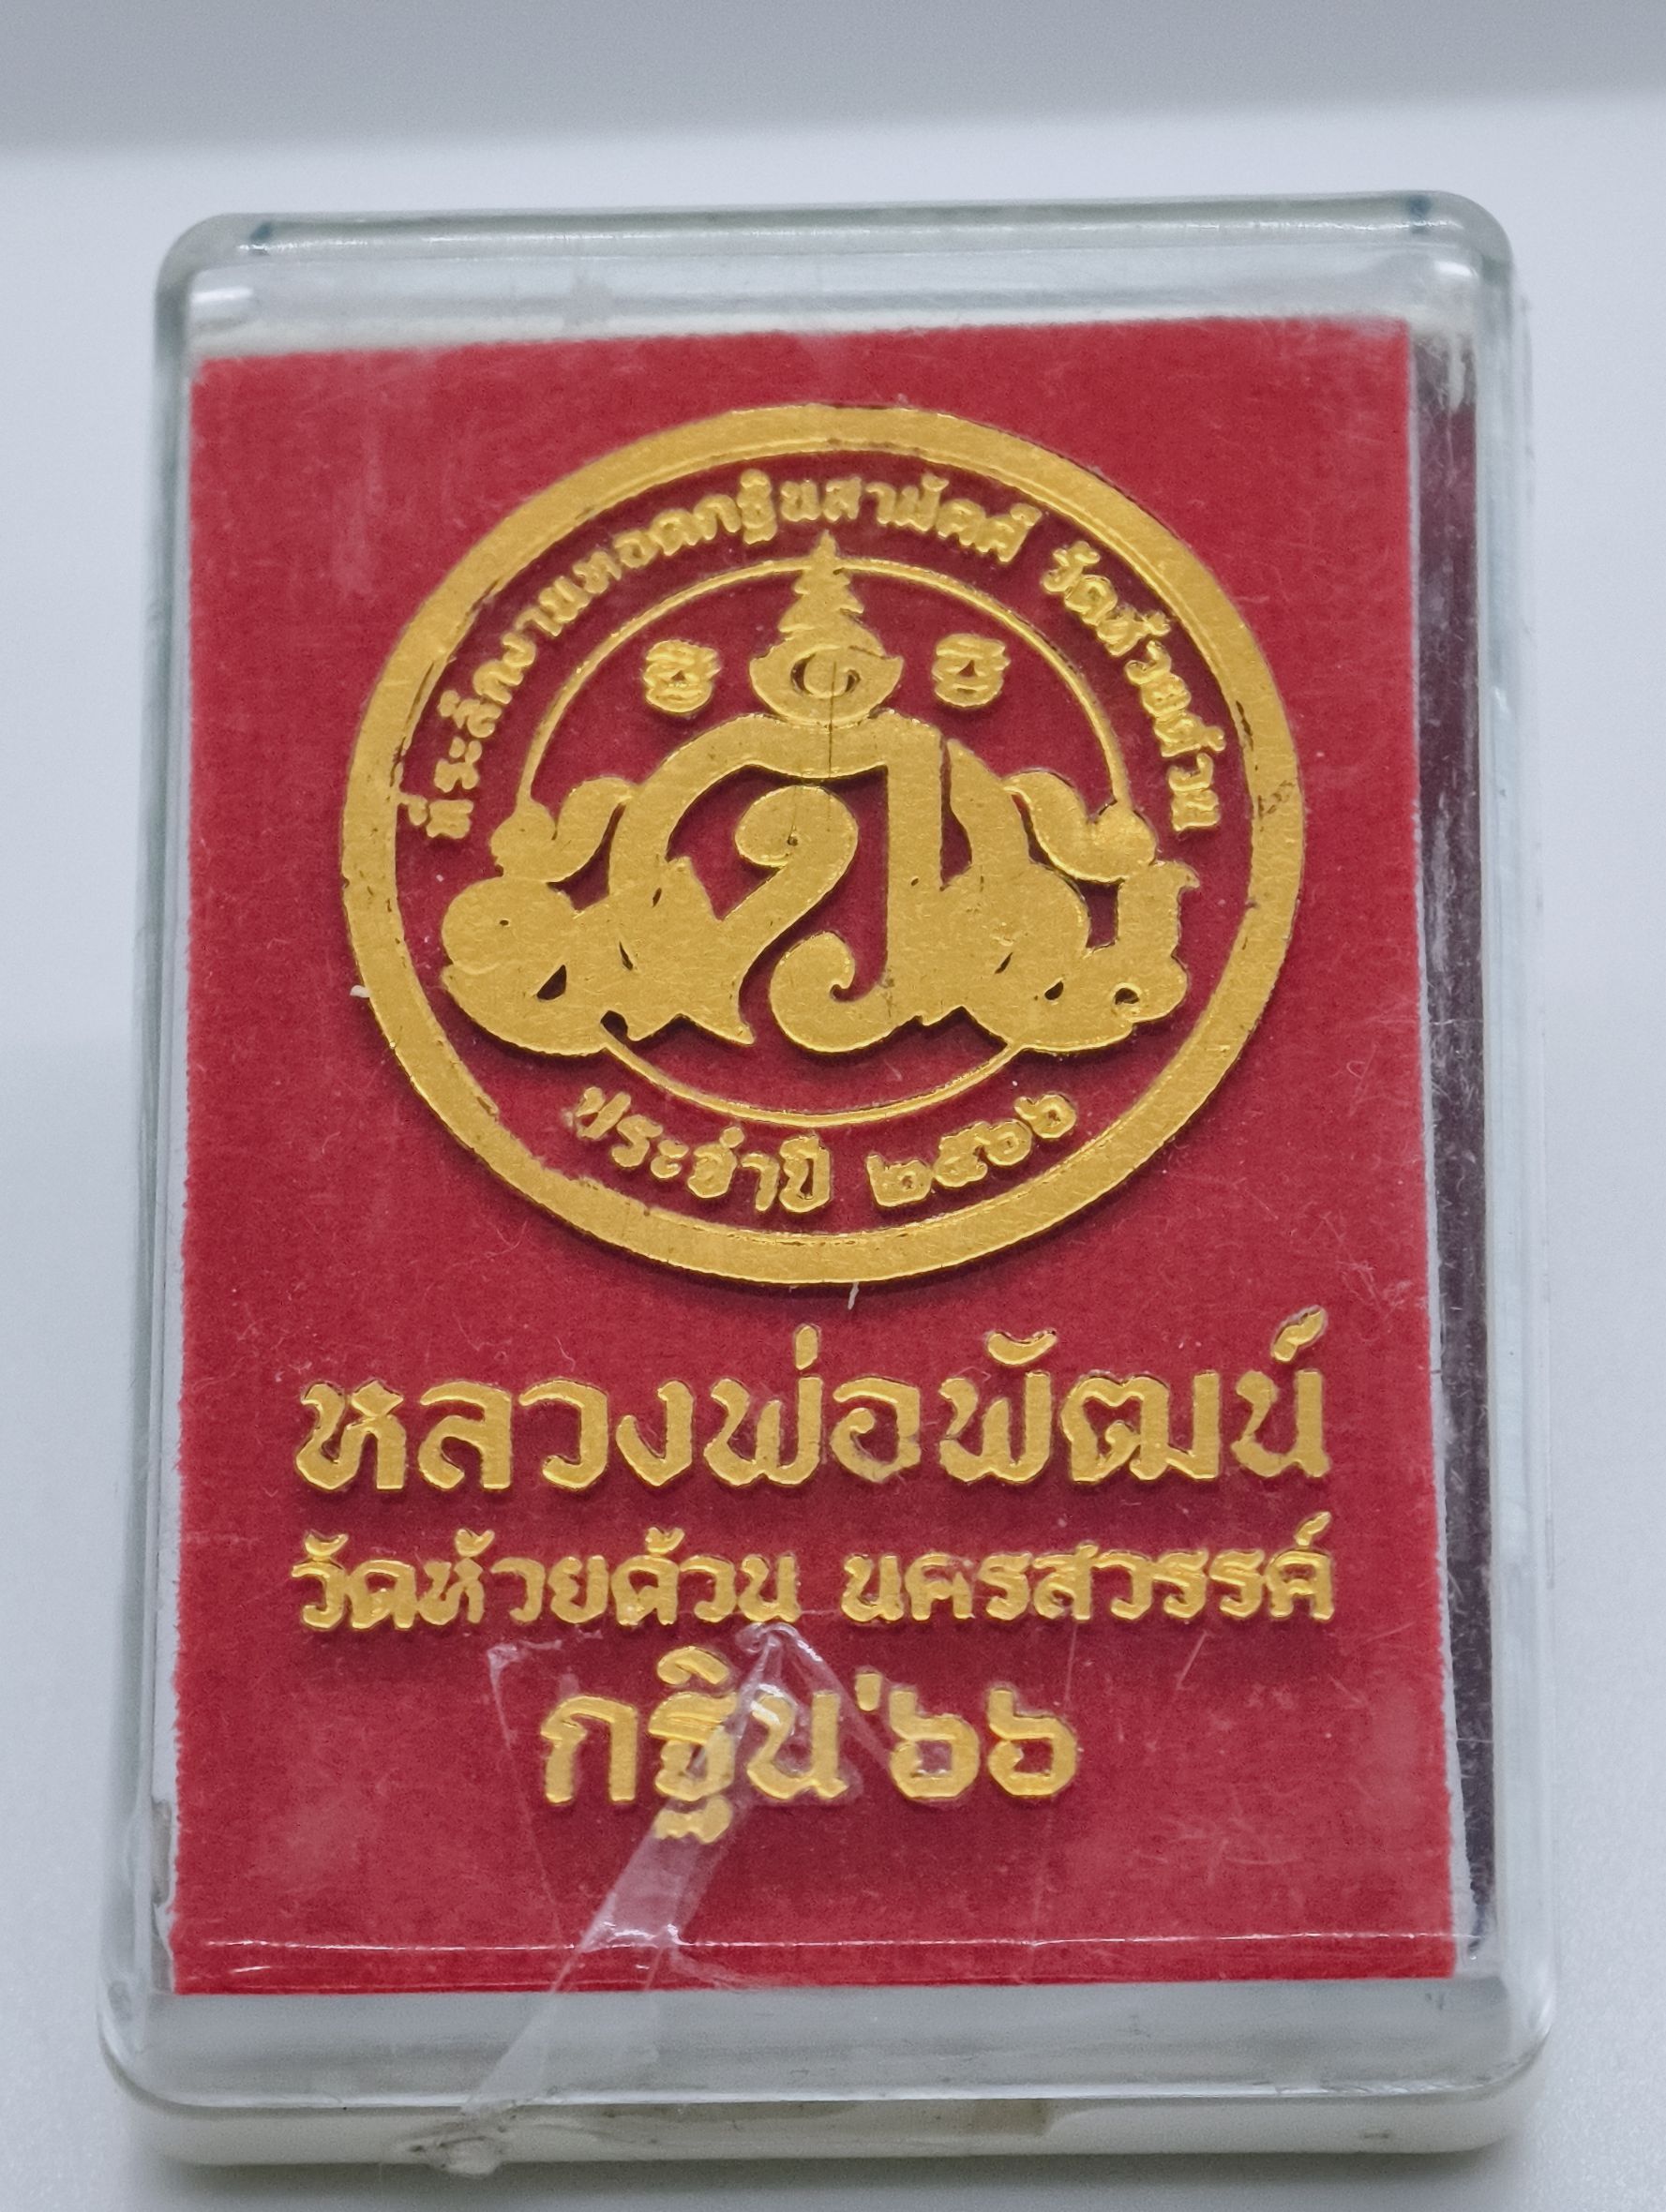 ที่ระลึกงานทอดกฐินสามัคคี วัดห้วยด้วน
ประจำปี ๒๕๖๖
หลวงพ่อพัฒน์
วัดห้วยด้วน นครสวรรค์
กฐิน'๖๖